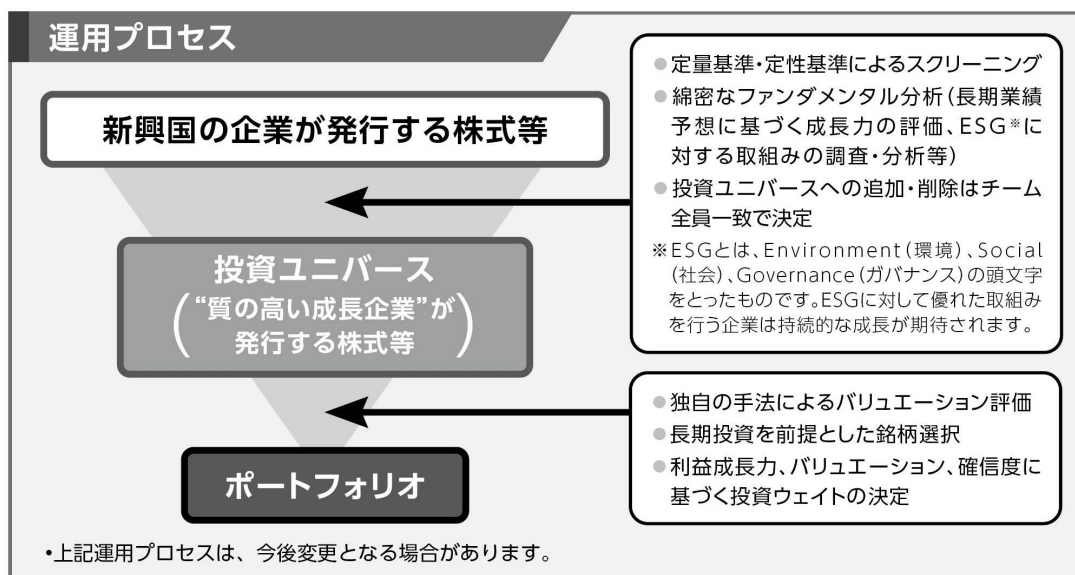 運用プロセス
新興国の企業が発行する株式等
●定量基準・定性基準によるスクリーニング
●綿密なファンダメンタル分析(長期業績
予想に基づく成長力の評価、ESG※に
対する取組みの調査・分析等)
●投資ユニバースへの追加・削除はチーム
全員一致で決定
※ESGとは、Environment(環境)、Social
(社会)、Governance(ガバナンス)の頭文字
をとったものです。ESGに対して優れた取組み
を行う企業は持続的な成長が期待されます。
投資ユニバース
(“質の高い成長企業”が
発行する株式等)
●独自の手法によるバリュエーション評価
●長期投資を前提とした銘柄選択
●利益成長力、バリュエーション、確信度に
基づく投資ウェイトの決定
ポートフォリオ
•上記運用プロセスは、今後変更となる場合があります。